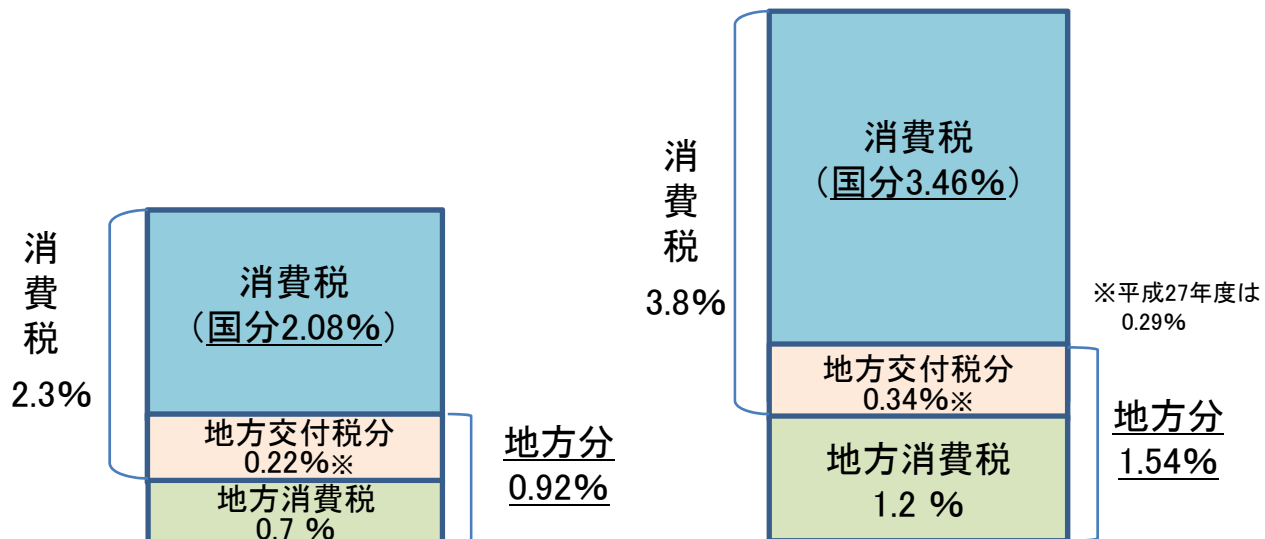 消費税
2.3%
消費税
（国分2.08%）
地方交付税分
0.22%※
地方消費税
0.7 %
地方分
0.92%
消費税
3.8%
消費税
（国分3.46%）
地方交付税分
0.34%※
地方消費税
1.2 %
※平成27年度は
0.29%
地方分
1.54%